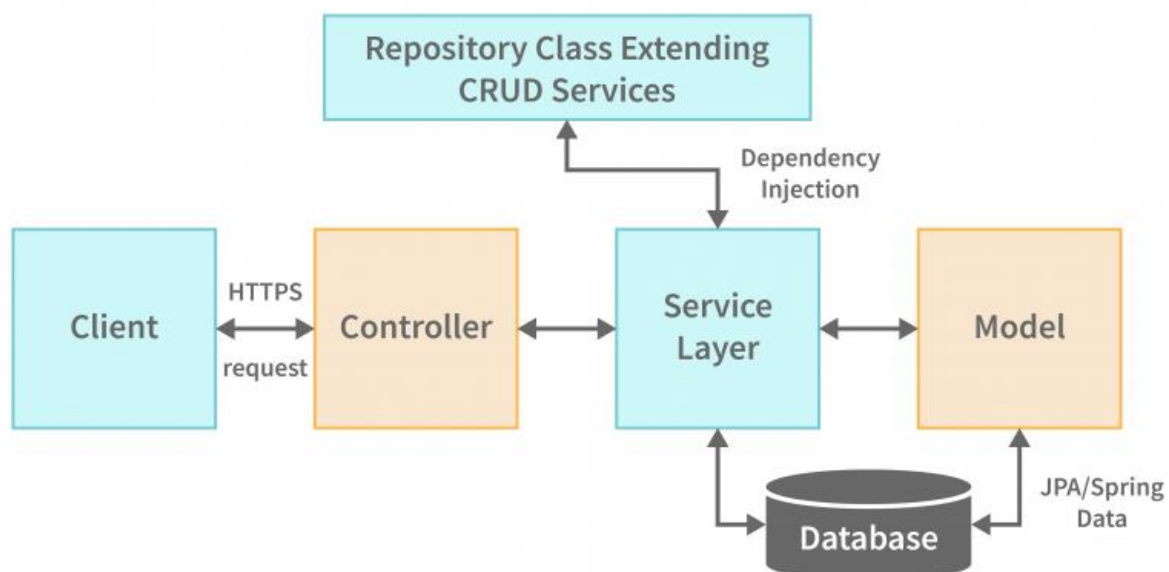 Repository Class Extending
CRUD Services
Dependency
Injection
Client
HTTPS
request
Controller
Service
Layer
Model
Database
JPA/Spring
Data